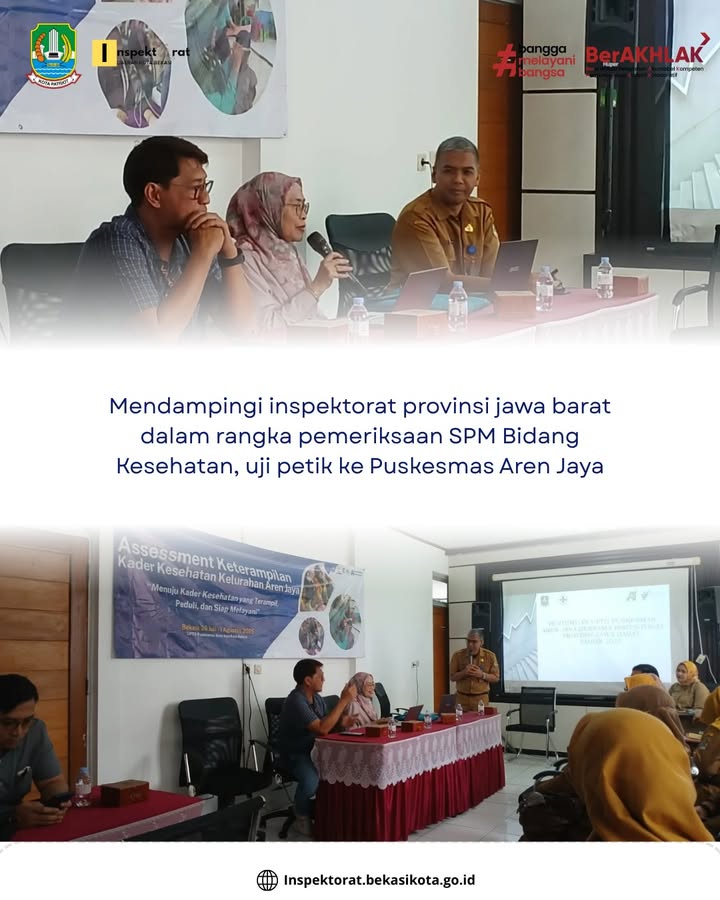 KOTA PATRIOT
Inspektorat
#bangga
melayani
bangsa
BerAKHLAK
Mendampingi inspektorat provinsi jawa barat
dalam rangka pemeriksaan SPM Bidang
Kesehatan, uji petik ke Puskesmas Aren Jaya
Assessment Keterampilan
Kader Kesehatan Kelurahan Aren Jaya
"Menuju Kader Kesehatan yang Terampil
Peduli, dan Siap Melayani"
Inspektorat.bekasikota.go.id